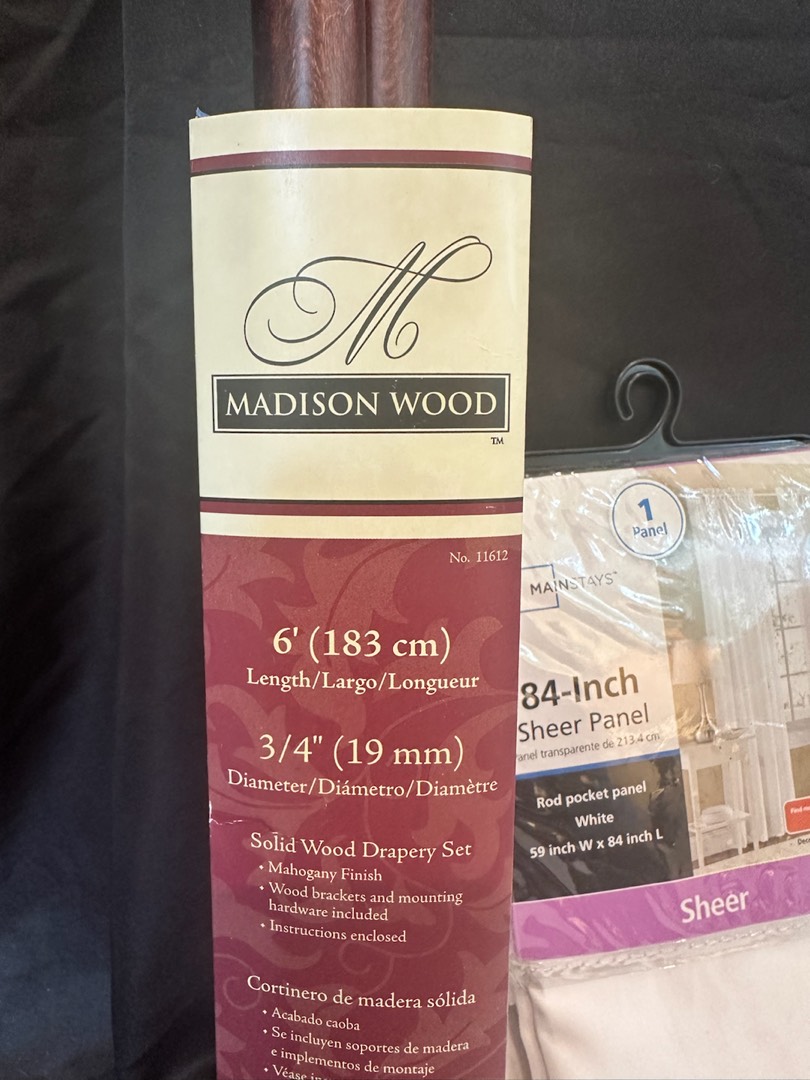 M
MADISON WOOD
TM
No. 11612
6' (183 cm)
Length/Largo/Longueur
3/4" (19 mm)
Diameter/Diámetro/Diamètre
Solid Wood Drapery Set
• Mahogany Finish
• Wood brackets and mounting
hardware included
• Instructions enclosed
Cortinero de madera sólida
• Acabado caoba
• Se incluyen soportes de madera
e implementos de montaje
• Véase
1
Panel
MAINSTAYS™
84-Inch
Sheer Panel
anel transparente de 213.4 cm
Rod pocket panel
White
59 inch W x 84 inch L
Sheer